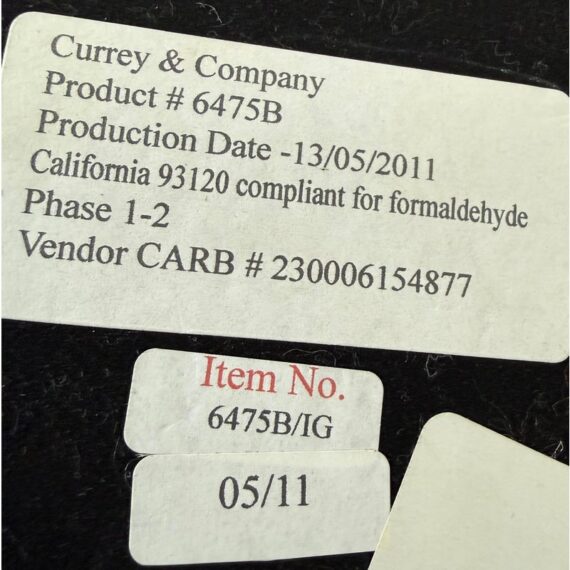 Currey & Company
Product # 6475B
Production Date -13/05/2011
California 93120 compliant for formaldehyde
Phase 1-2
Vendor CARB # 230006154877
Item No.
6475B/IG
05/11